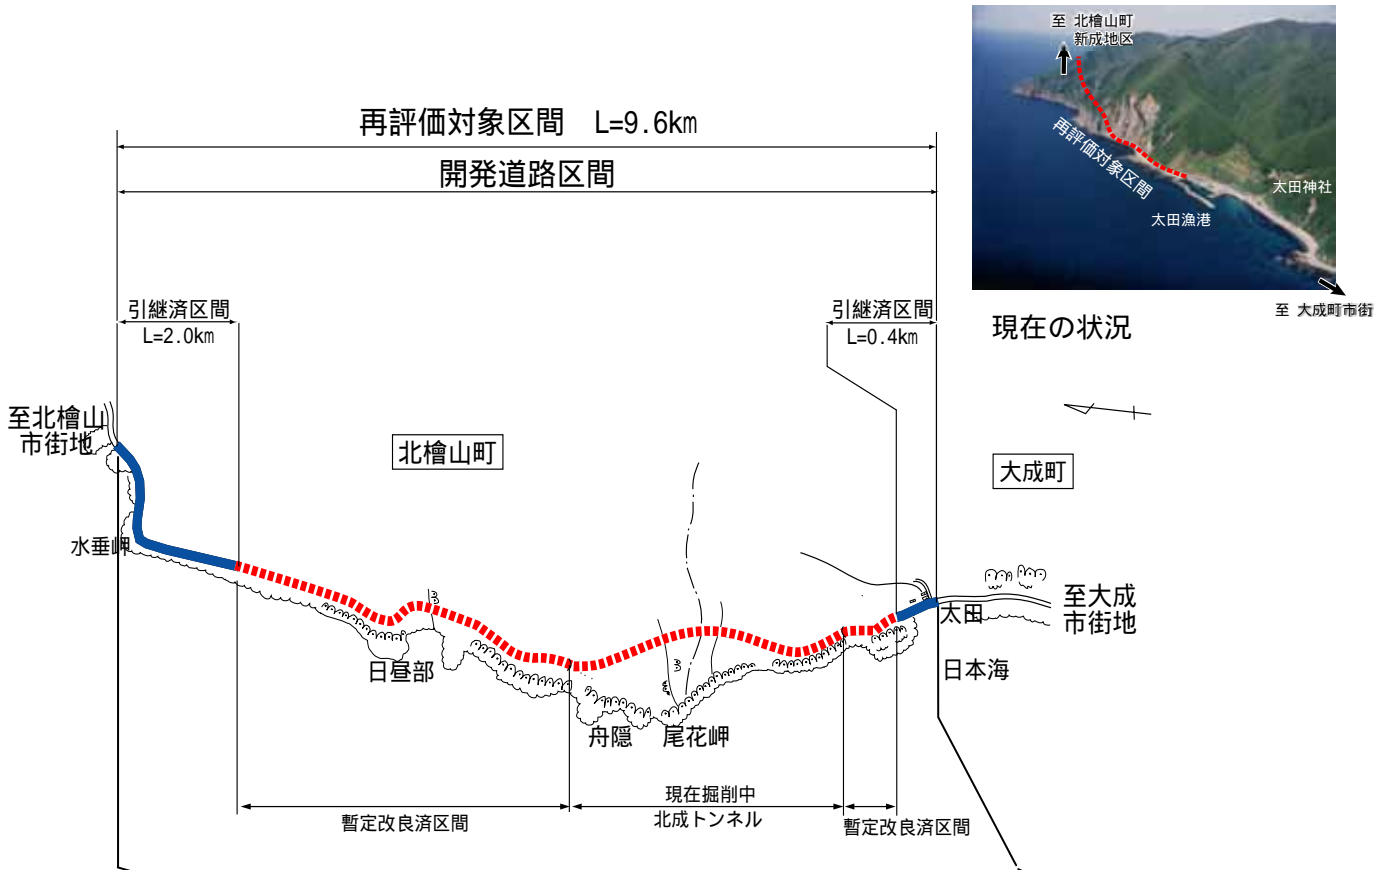 再評価対象区間 L=9.6km
開発道路区間
引継済区間
L=2.0km
引継済区間
L=0.4km
至 北檜山町
新成地区
再評価対象区間
太田神社
太田漁港
至 大成町市街
現在の状況
至北檜山
市街地
北檜山町
大成町
水垂岬
至大成
市街地
太田
日昼部
日本海
舟隠
尾花岬
現在掘削中
北成トンネル
暫定改良済区間
暫定改良済区間